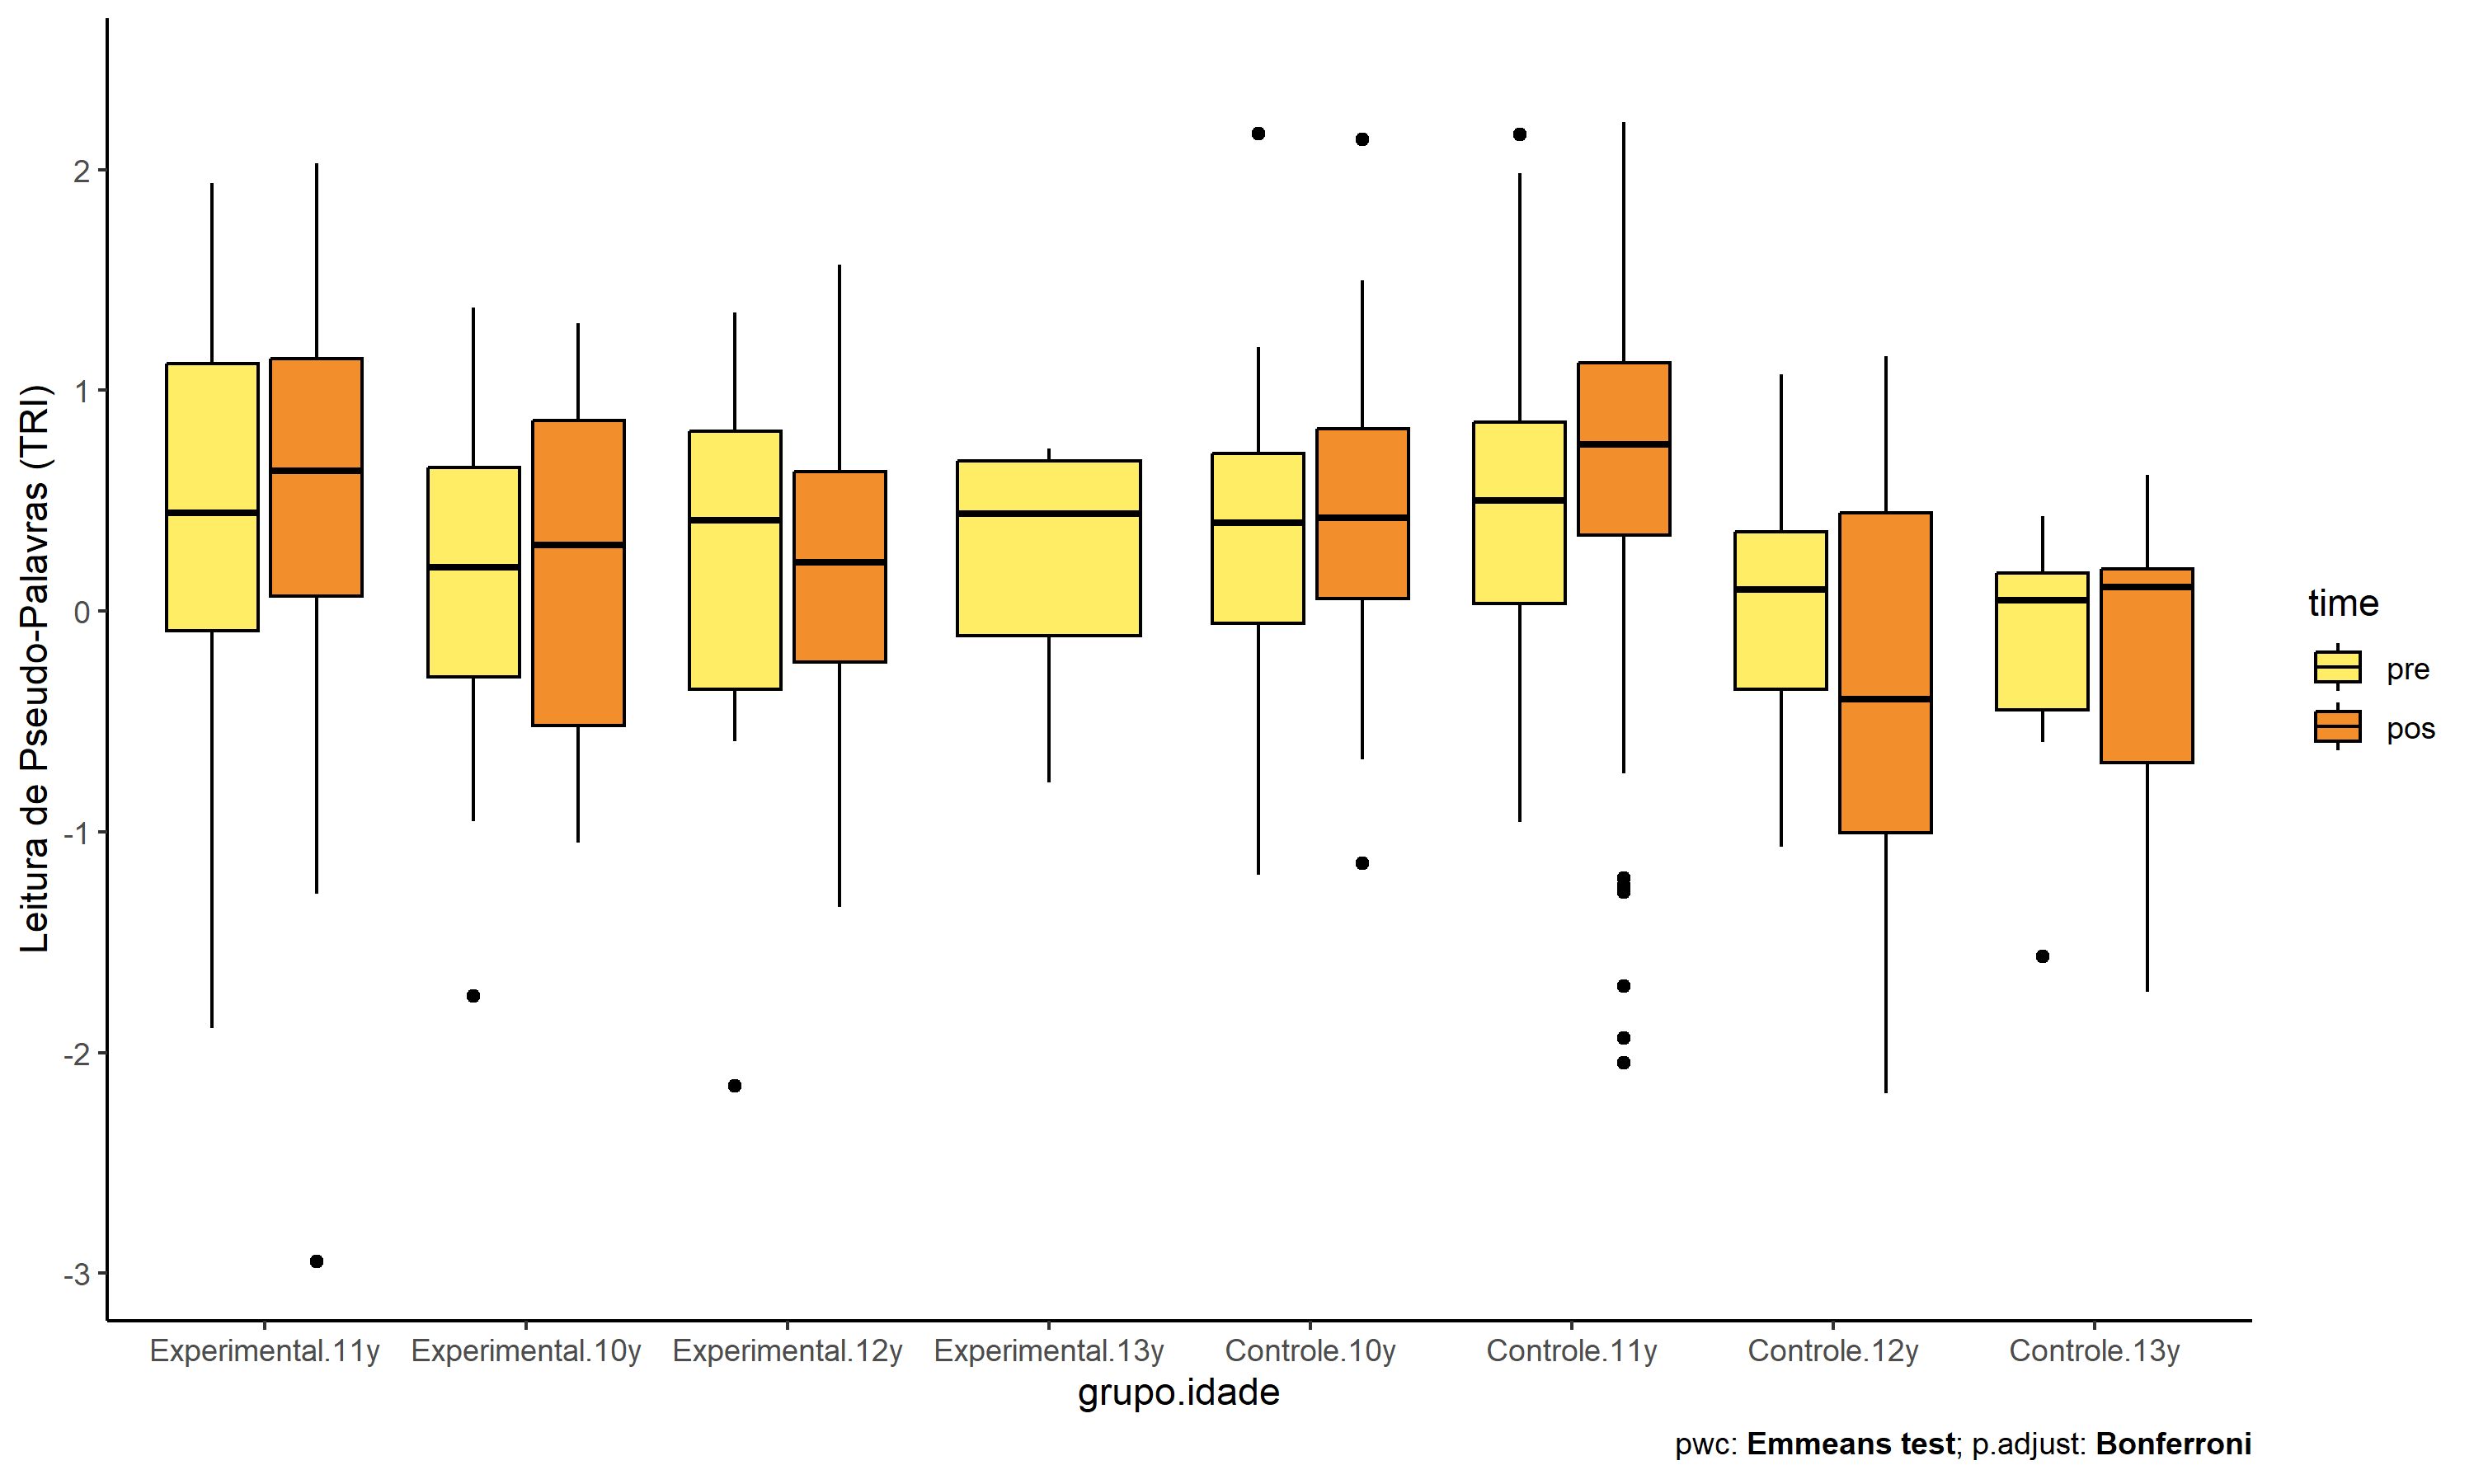 Leitura de Pseudo-Palavras (TRI)
2
1
0
-1
-2
-3
Experimental.11y Experimental.10y Experimental.12y Experimental.13y Controle.10y Controle.11y Controle.12y Controle.13y
grupo.idade
time
pre
pos
pwc: Emmeans test; p.adjust: Bonferroni